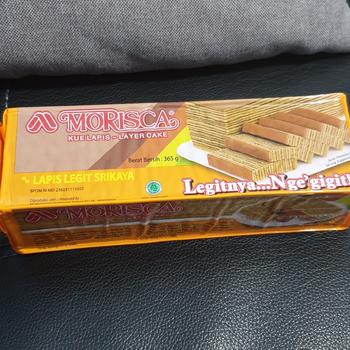 MORISCA®
KUE LAPIS - LAYER CAKE
Berat Bersih : 365 g
LAPIS LEGIT SRIKAYA
Legitnya...Nge'gigit!
MORISCA